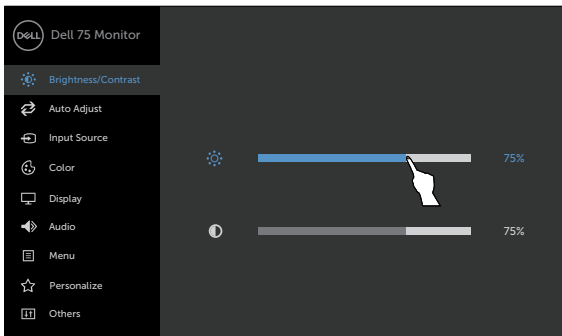 DELL Dell 75 Monitor
Brightness/Contrast
Auto Adjust
Input Source
Color
75%
Display
Audio
75%
Menu
Personalize
Others